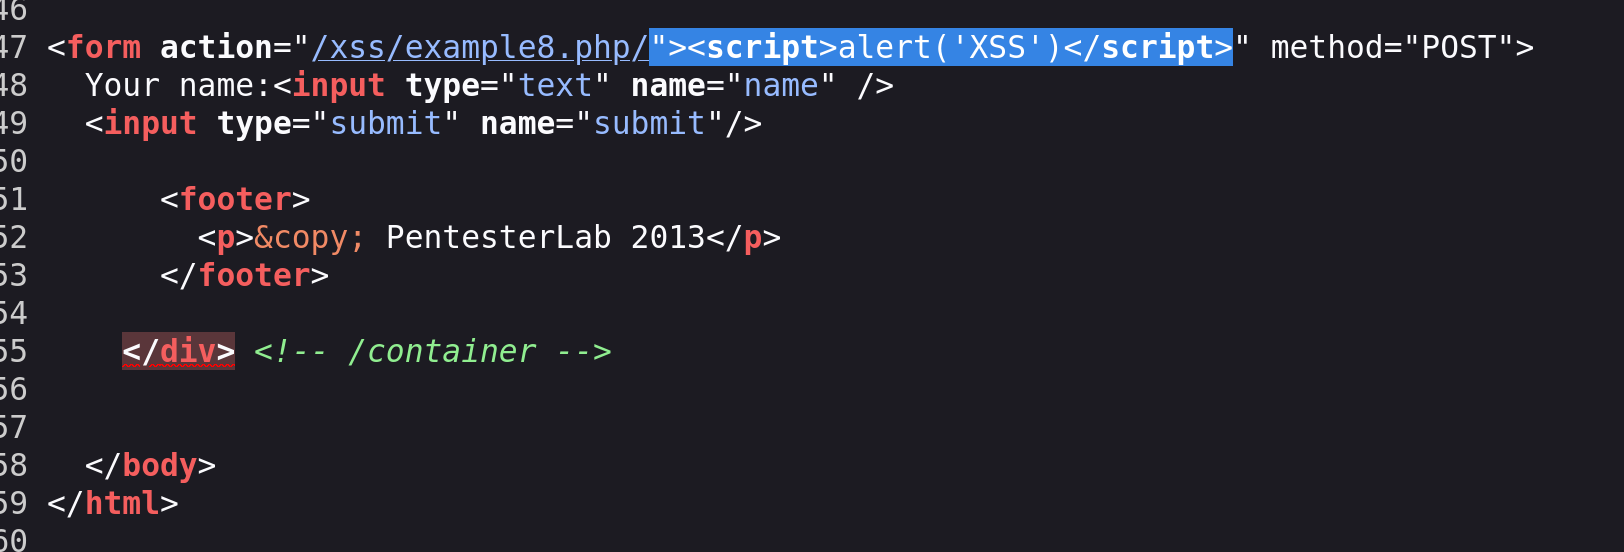 46
47 <form action="/xss/example8.php/"><script>alert('XSS')</script>" method="POST">
48   Your name:<input type="text" name="name" />
49   <input type="submit" name="submit"/>
50
51       <footer>
52         <p>&copy; PentesterLab 2013</p>
53       </footer>
54
55     </div> <!-- /container -->
56
57
58   </body>
59 </html>
60